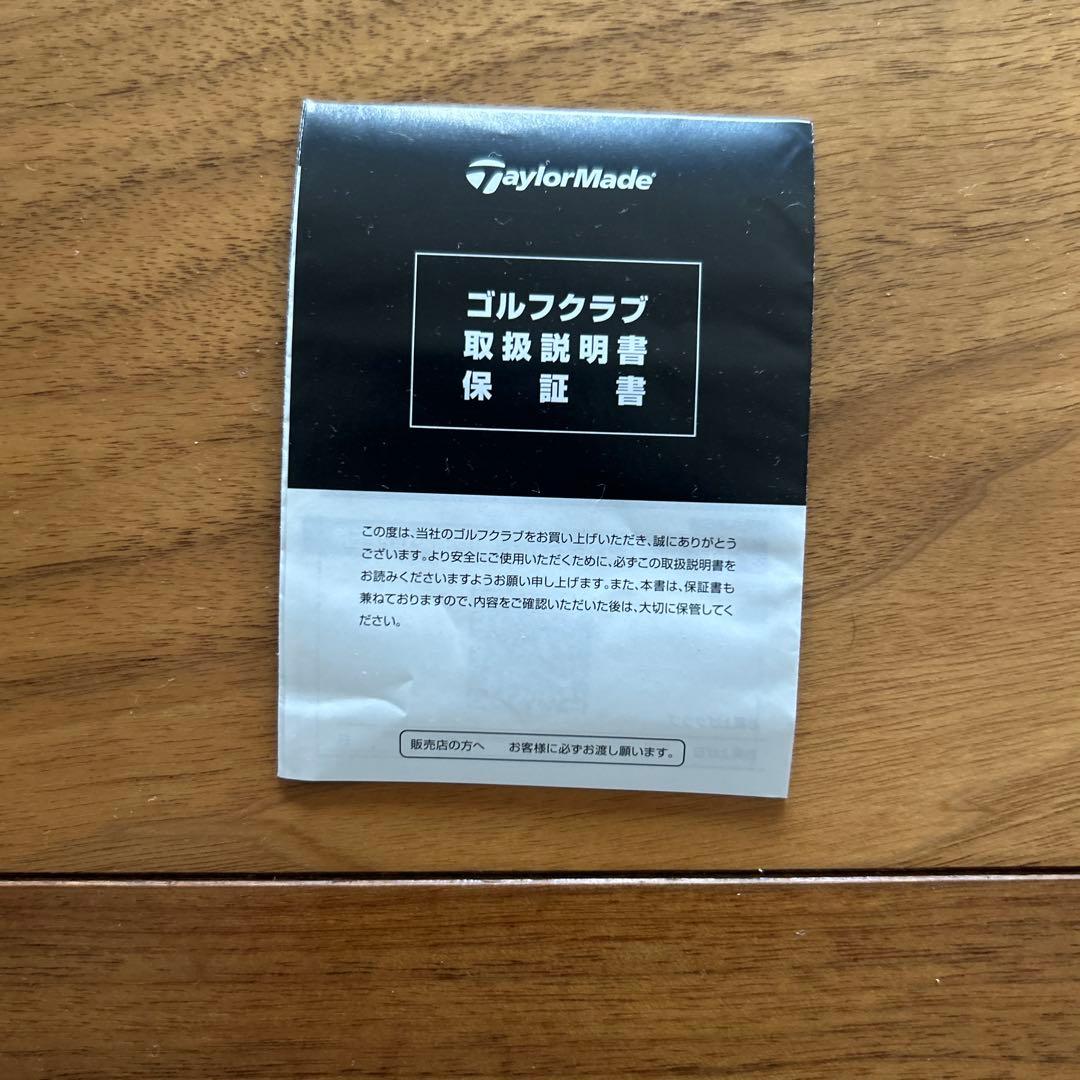 TaylorMade
ゴルフクラブ
取扱説明書
保証書
この度は、当社のゴルフクラブをお買い上げいただき、誠にありがとう
ございます。より安全にご使用いただくために、必ずこの取扱説明書を
お読みくださいますようお願い申し上げます。また、本書は、保証書も
兼ねておりますので、内容をご確認いただいた後は、大切に保管してく
ださい。
販売店の方へ　お客様に必ずお渡し願います。